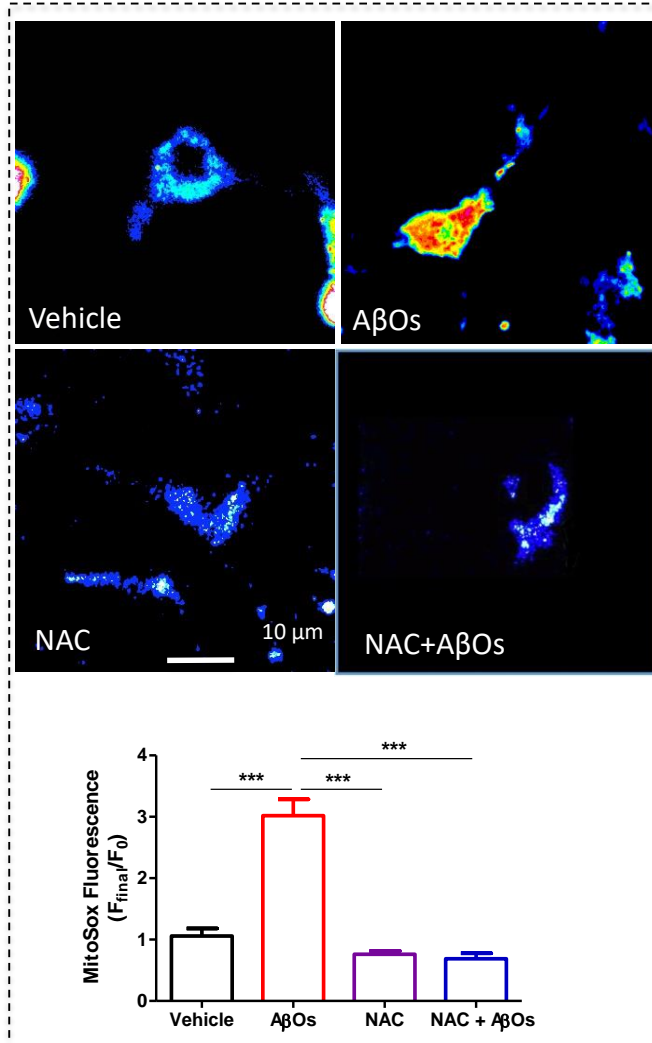 Vehicle
AβOs
NAC
10 µm
NAC+AβOs
MitoSox Fluorescence
(Ffinal/F0)
4
3
2
1
0
***
***
***
Vehicle
AβOs
NAC
NAC + AβOs